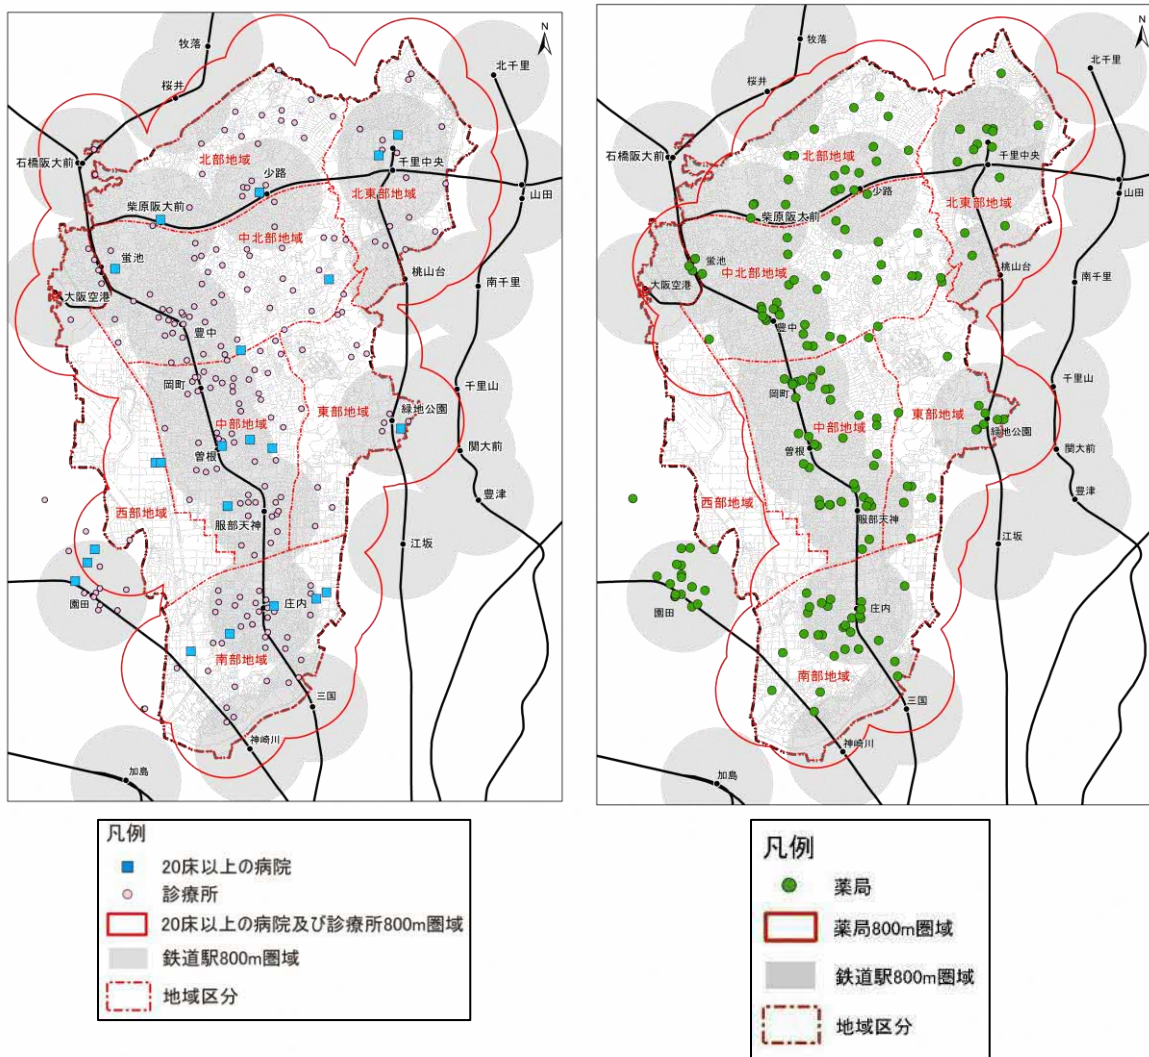 N
牧落
北千里
桜井
石橋阪大前
北部地域
千里中央
少路
山田
北東部地域
柴原阪大前
中北部地域
蛍池
桃山台
南千里
大阪空港
豊中
岡町
千里山
東部地域
緑地公園
中部地域
曽根
関大前
豊津
西部地域
服部天神
江坂
園田
庄内
南部地域
三国
神崎川
加島
凡例
20床以上の病院
診療所
20床以上の病院及び診療所800m圏域
鉄道駅800m圏域
地域区分
N
牧落
北千里
桜井
石橋阪大前
北部地域
千里中央
少路
山田
北東部地域
柴原阪大前
蛍池
中北部地域
桃山台
南千里
大阪空港
豊中
岡町
千里山
東部地域
中部地域
緑地公園
曽根
関大前
豊津
西部地域
服部天神
江坂
園田
庄内
南部地域
三国
神崎川
加島
凡例
薬局
薬局800m圏域
鉄道駅800m圏域
地域区分